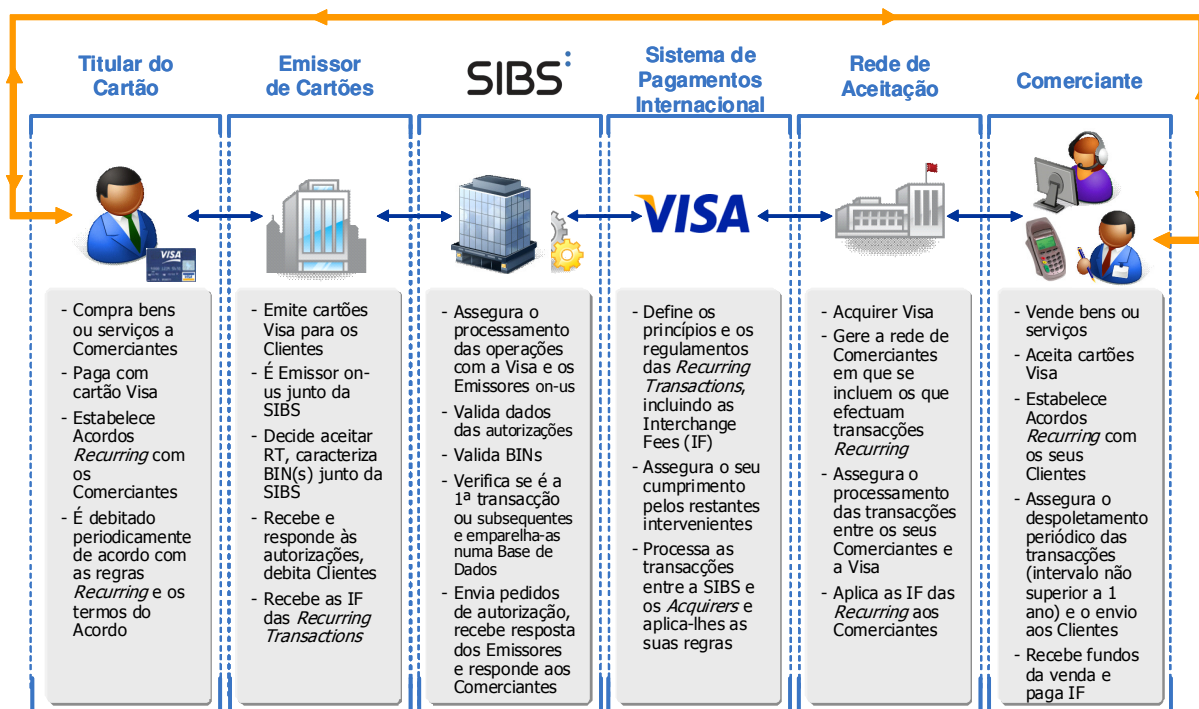 Titular do
Cartão
Emissor
de Cartões
SIBS
Sistema de
Pagamentos
Internacional
Rede de
Aceitação
Comerciante
VISA
VISA
- Compra bens
ou serviços a
Comerciantes
- Paga com
cartão Visa
- Estabelece
Acordos
Recurring com
os
Comerciantes
- É debitado
periodicamente
de acordo com
as regras
Recurring e os
termos do
Acordo
- Emite cartões
Visa para os
Clientes
- É Emissor on-
us junto da
SIBS
- Decide aceitar
RT, caracteriza
BIN(s) junto da
SIBS
- Recebe e
responde às
autorizações,
debita Clientes
- Recebe as IF
das Recurring
Transactions
- Assegura o
processamento
das operações
com a Visa e os
Emissores on-us
- Valida dados
das autorizações
- Valida BINs
- Verifica se é a
1ª transacção
ou subsequentes
e emparelha-as
numa Base de
Dados
- Envia pedidos
de autorização,
recebe resposta
dos Emissores
e responde aos
Comerciantes
- Define os
princípios e os
regulamentos
das Recurring
Transactions,
incluindo as
Interchange
Fees (IF)
- Assegura o seu
cumprimento
pelos restantes
intervenientes
- Processa as
transacções
entre a SIBS e
os Acquirers e
aplica-lhes as
suas regras
- Acquirer Visa
- Gere a rede de
Comerciantes
em que se
incluem os que
efectuam
transacções
Recurring
- Assegura o
processamento
das transacções
entre os seus
Comerciantes e
a Visa
- Aplica as IF das
Recurring aos
Comerciantes
- Vende bens ou
serviços
- Aceita cartões
Visa
- Estabelece
Acordos
Recurring com
os seus
Clientes
- Assegura o
despoletamento
periódico das
transacções
(intervalo não
superior a 1
ano) e o envio
aos Clientes
- Recebe fundos
da venda e
paga IF